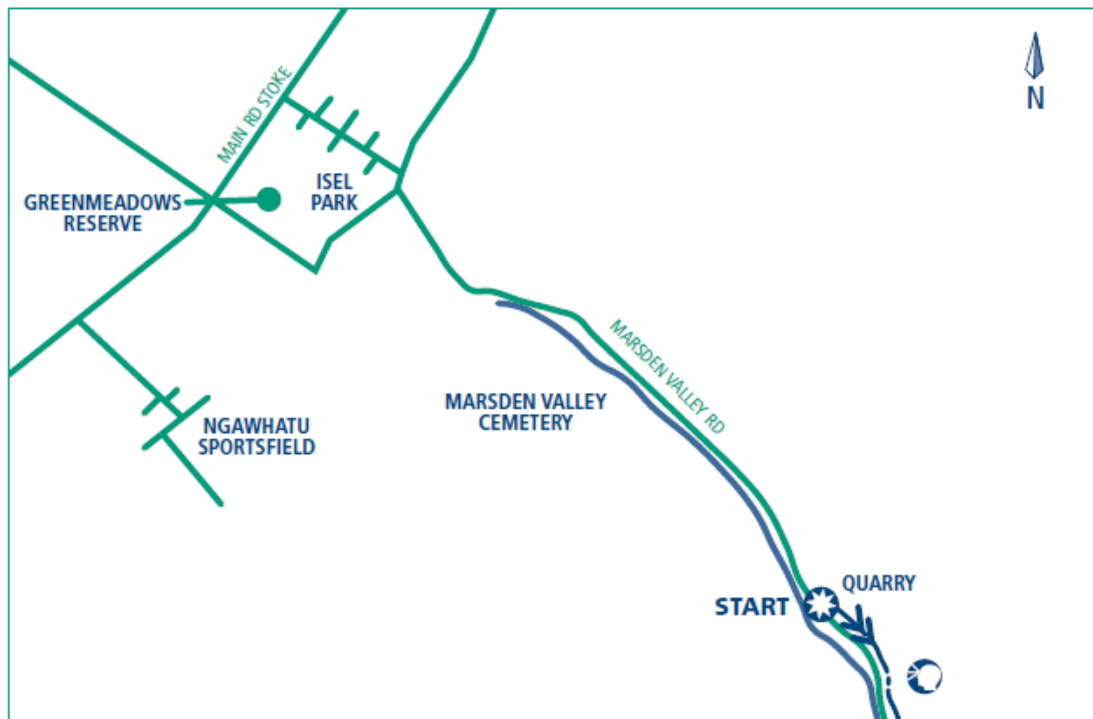 N
MAIN RD STOKE
ISEL
PARK
GREENMEADOWS
RESERVE
MARSDEN VALLEY RD
MARSDEN VALLEY
CEMETERY
NGAWHATU
SPORTSFIELD
QUARRY
START